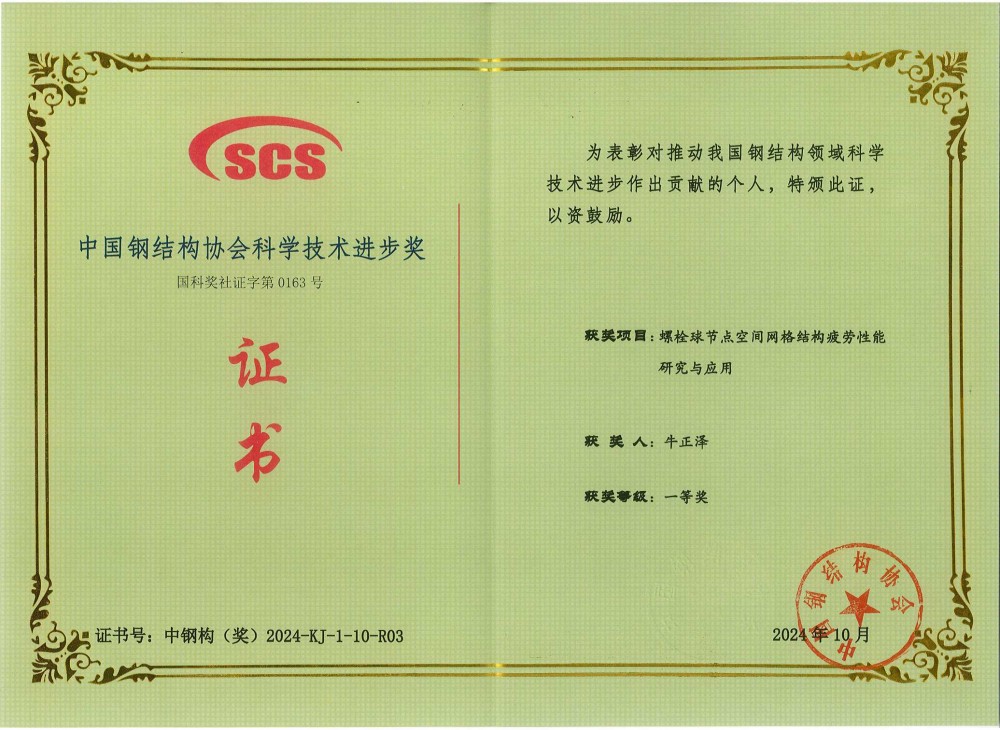 SCS
中国钢结构协会科学技术进步奖
国科奖社证字第0163号
证
书
证书号：中钢构（奖）2024-KJ-1-10-R03
为表彰对推动我国钢结构领域科学
技术进步作出贡献的个人，特颁此证，
以资鼓励。
获奖项目：螺栓球节点空间网格结构疲劳性能
研究与应用
获 奖 人：牛正泽
获奖等级：一等奖
中国钢结构协会
2024年10月